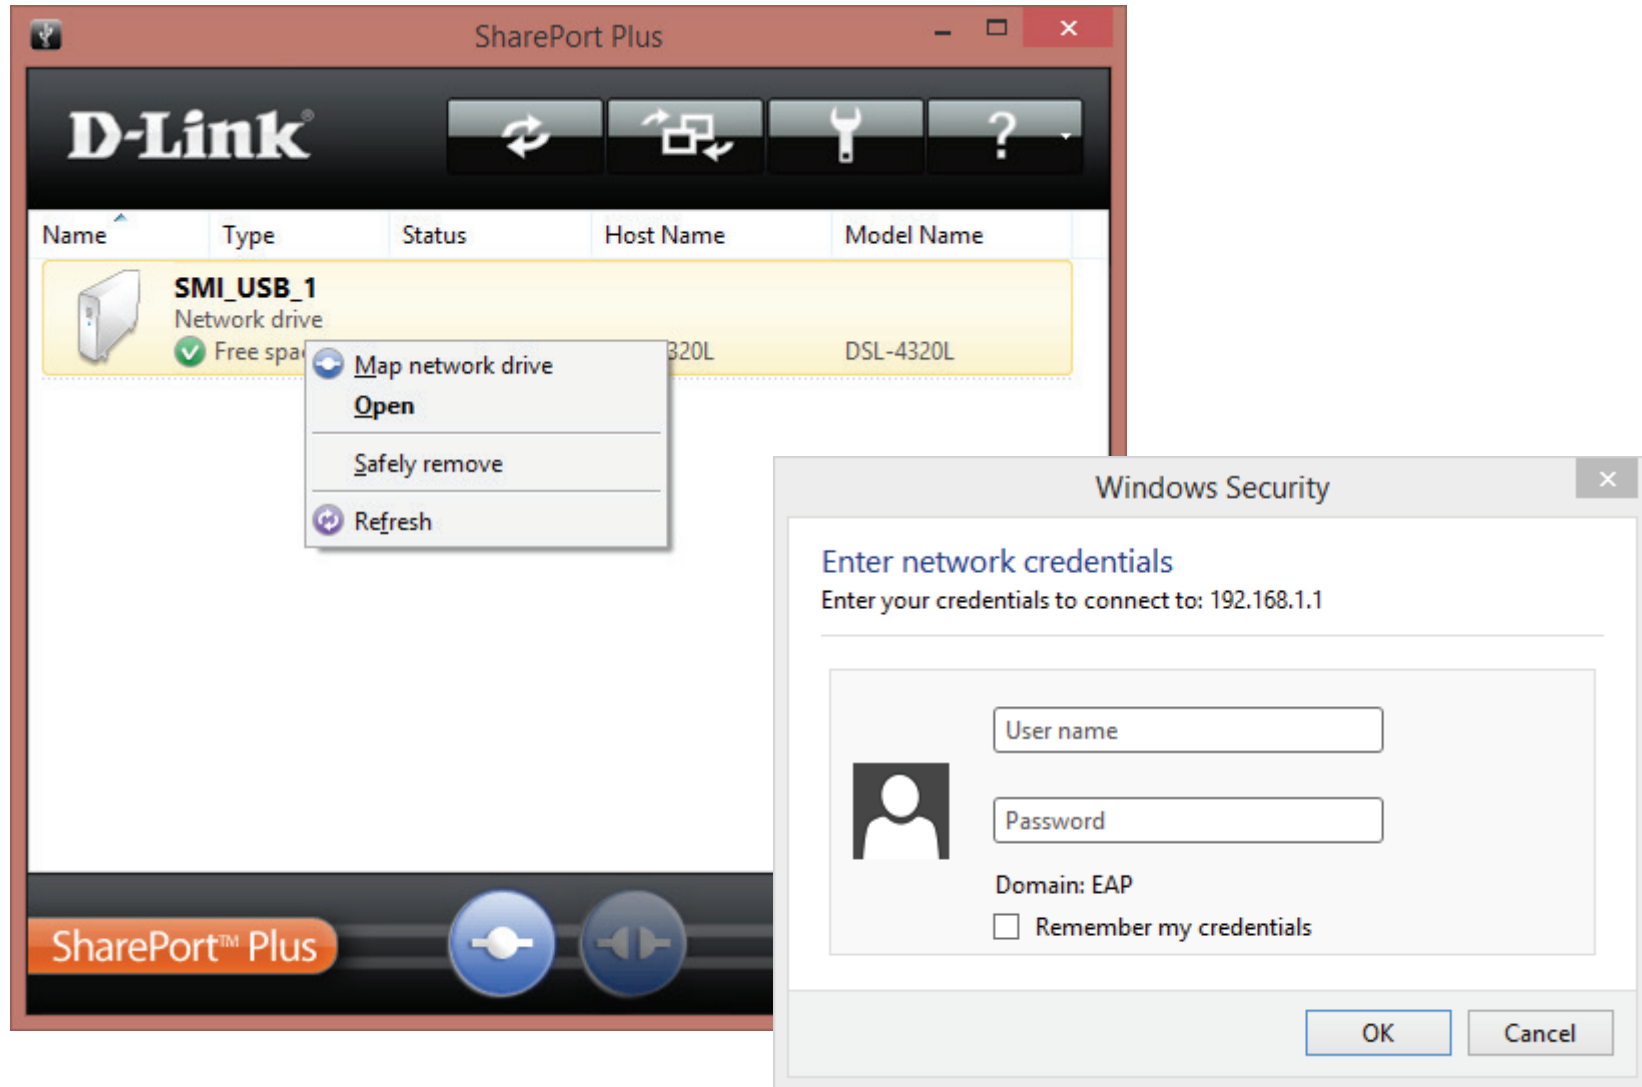 SharePort Plus
D-Link®
?
Name Type Status Host Name Model Name
SMI_USB_1
Network drive
Free spa 320L DSL-4320L
Map network drive
Open
Safely remove
Refresh
SharePort™ Plus
Windows Security
Enter network credentials
Enter your credentials to connect to: 192.168.1.1
User name
Password
Domain: EAP
Remember my credentials
OK Cancel